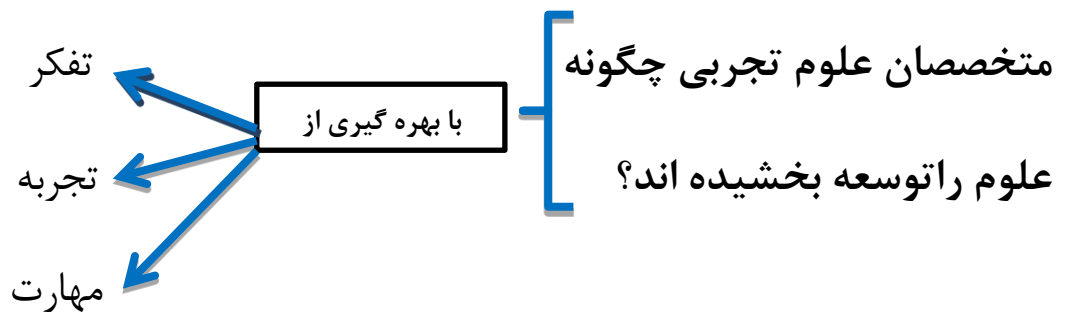 متخصصان علوم تجربی چگونه
علوم راتوسعه بخشیده اند؟
با بهره گیری از
تفکر
تجربه
مهارت